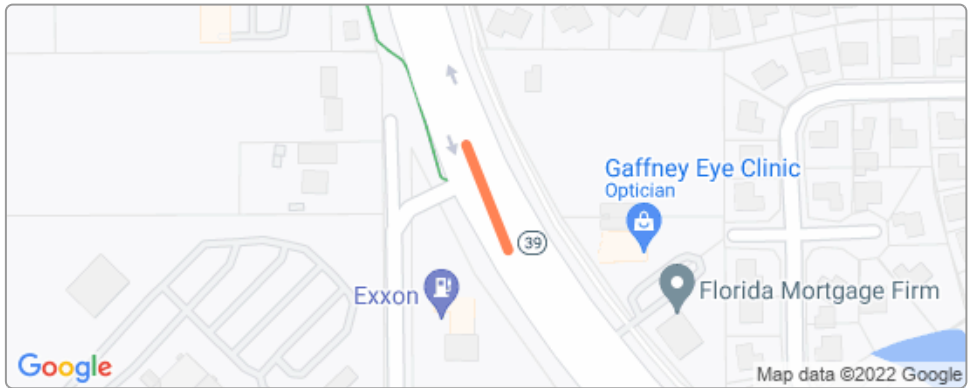 Gaffney Eye Clinic
Optician
39
Exxon
Florida Mortgage Firm
Google
Map data ©2022 Google